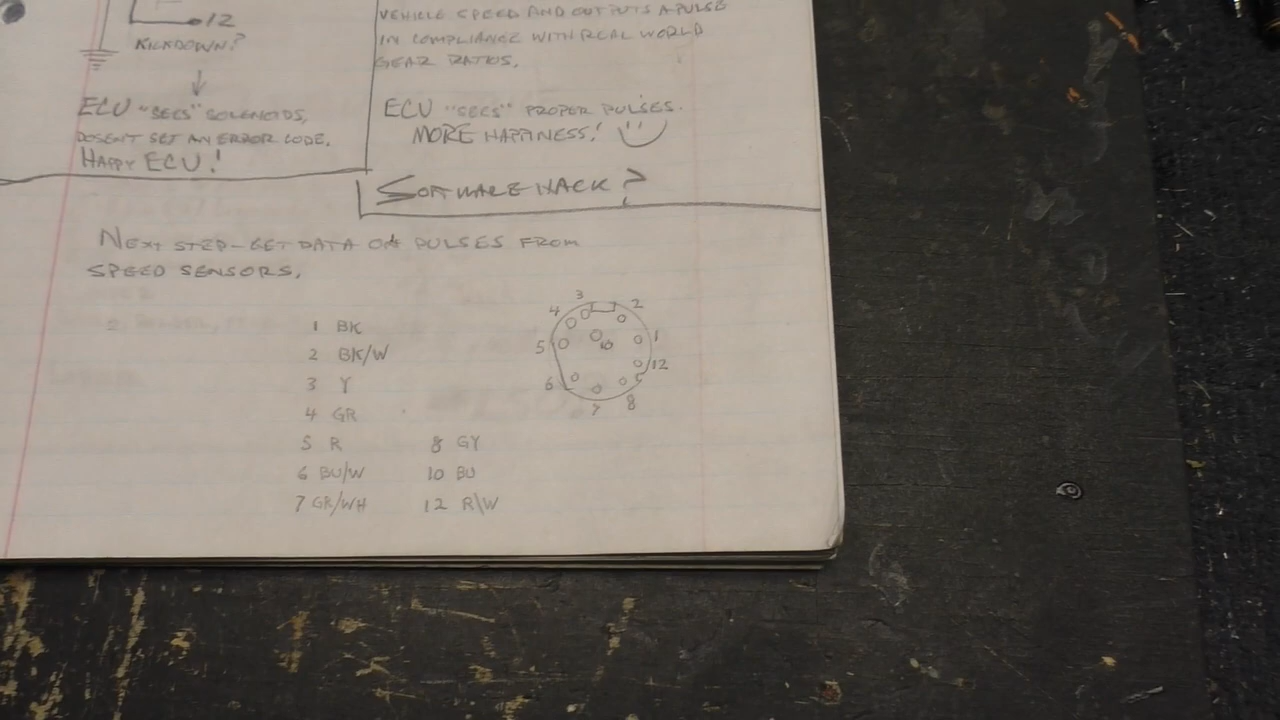 12
KICKDOWN?
ECU "SEES" SOLENOIDS,
DOSENT SET AN ERROR CODE.
HAPPY ECU!
VEHICLE SPEED AND OUTPUTS A PULSE
IN COMPLIANCE WITH REAL WORLD
GEAR RATIOS.
ECU "SEES" PROPER PULSES.
MORE HAPPINESS!
SOFTWARE HACK?
NEXT STEP - GET DATA ON PULSES FROM
SPEED SENSORS.
1 BK
2 BK/W
3 Y
4 GR
5 R
6 BU/W
7 GR/WH
8 GY
10 BU
12 R\W
3
2
4
1
5
10
12
6
7
8